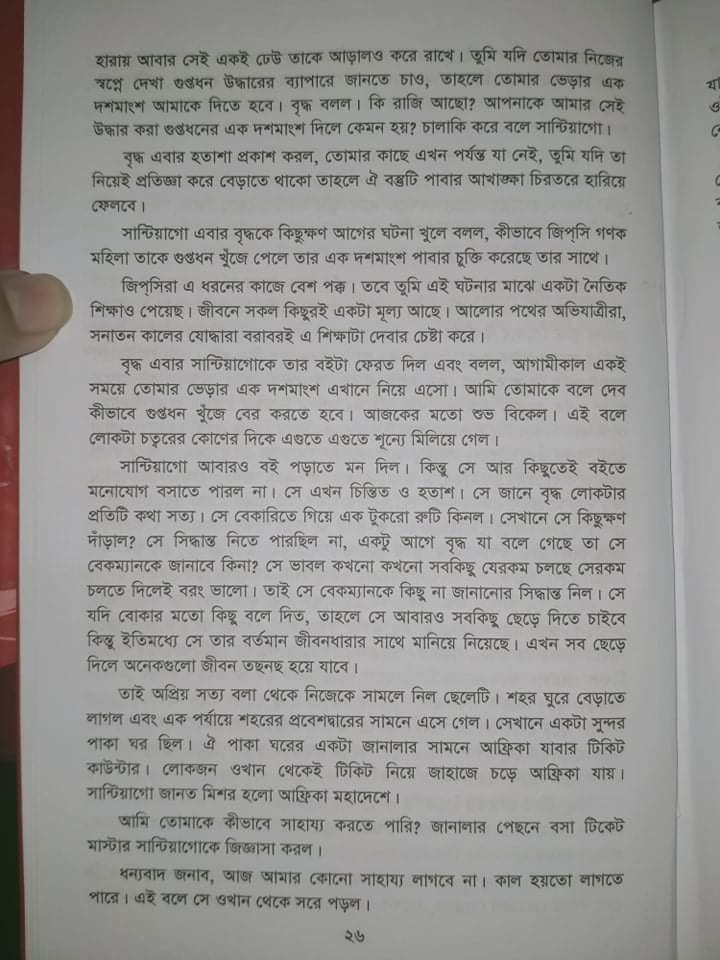 হারায় আবার সেই একই ঢেউ তাকে আড়ালও করে রাখে। তুমি যদি তোমার নিজের
স্বপ্নে দেখা গুপ্তধন উদ্ধারের ব্যাপারে জানতে চাও, তাহলে তোমার ভেড়ার এক
দশমাংশ আমাকে দিতে হবে। বৃদ্ধ বলল। কি রাজি আছো? আপনাকে আমার সেই
উদ্ধার করা গুপ্তধনের এক দশমাংশ দিলে কেমন হয়? চালাকি করে বলে সান্টিয়াগো।
বৃদ্ধ এবার হতাশা প্রকাশ করল, তোমার কাছে এখন পর্যন্ত যা নেই, তুমি যদি তা
নিয়েই প্রতিজ্ঞা করে বেড়াতে থাকো তাহলে ঐ বস্তুটি পাবার আখাঙ্ক্ষা চিরতরে হারিয়ে
ফেলবে।
সান্টিয়াগো এবার বৃদ্ধকে কিছুক্ষণ আগের ঘটনা খুলে বলল, কীভাবে জিপ্‌সি গণক
মহিলা তাকে গুপ্তধন খুঁজে পেলে তার এক দশমাংশ পাবার চুক্তি করেছে তার সাথে।
জিপ্‌সিরা এ ধরনের কাজে বেশ পক্ক। তবে তুমি এই ঘটনার মাঝে একটা নৈতিক
শিক্ষাও পেয়েছ। জীবনে সকল কিছুরই একটা মূল্য আছে। আলোর পথের অভিযাত্রীরা,
সনাতন কালের যোদ্ধারা বরাবরই এ শিক্ষাটা দেবার চেষ্টা করে।
বৃদ্ধ এবার সান্টিয়াগোকে তার বইটা ফেরত দিল এবং বলল, আগামীকাল একই
সময়ে তোমার ভেড়ার এক দশমাংশ এখানে নিয়ে এসো। আমি তোমাকে বলে দেব
কীভাবে গুপ্তধন খুঁজে বের করতে হবে। আজকের মতো শুভ বিকেল। এই বলে
লোকটা চত্বরের কোণের দিকে এগুতে এগুতে শূন্যে মিলিয়ে গেল।
সান্টিয়াগো আবারও বই পড়াতে মন দিল। কিন্তু সে আর কিছুতেই বইতে
মনোযোগ বসাতে পারল না। সে এখন চিন্তিত ও হতাশ। সে জানে বৃদ্ধ লোকটার
প্রতিটি কথা সত্য। সে বেকারিতে গিয়ে এক টুকরো রুটি কিনল। সেখানে সে কিছুক্ষণ
দাঁড়াল? সে সিদ্ধান্ত নিতে পারছিল না, একটু আগে বৃদ্ধ যা বলে গেছে তা সে
বেকম্যানকে জানাবে কিনা? সে ভাবল কখনো কখনো সবকিছু যেরকম চলছে সেরকম
চলতে দিলেই বরং ভালো। তাই সে বেকম্যানকে কিছু না জানানোর সিদ্ধান্ত নিল। সে
যদি বোকার মতো কিছু বলে দিত, তাহলে সে আবারও সবকিছু ছেড়ে দিতে চাইবে
কিন্তু ইতিমধ্যে সে তার বর্তমান জীবনধারার সাথে মানিয়ে নিয়েছে। এখন সব ছেড়ে
দিলে অনেকগুলো জীবন তছনছ হয়ে যাবে।
তাই অপ্রিয় সত্য বলা থেকে নিজেকে সামলে নিল ছেলেটি। শহর ঘুরে বেড়াতে
লাগল এবং এক পর্যায়ে শহরের প্রবেশদ্বারের সামনে এসে গেল। সেখানে একটা সুন্দর
পাকা ঘর ছিল। ঐ পাকা ঘরের একটা জানালার সামনে আফ্রিকা যাবার টিকিট
কাউন্টার। লোকজন ওখান থেকেই টিকিট নিয়ে জাহাজে চড়ে আফ্রিকা যায়।
সান্টিয়াগো জানত মিশর হলো আফ্রিকা মহাদেশে।
আমি তোমাকে কীভাবে সাহায্য করতে পারি? জানালার পেছনে বসা টিকেট
মাস্টার সান্টিয়াগোকে জিজ্ঞাসা করল।
ধন্যবাদ জনাব, আজ আমার কোনো সাহায্য লাগবে না। কাল হয়তো লাগতে
পারে। এই বলে সে ওখান থেকে সরে পড়ল।
২৬